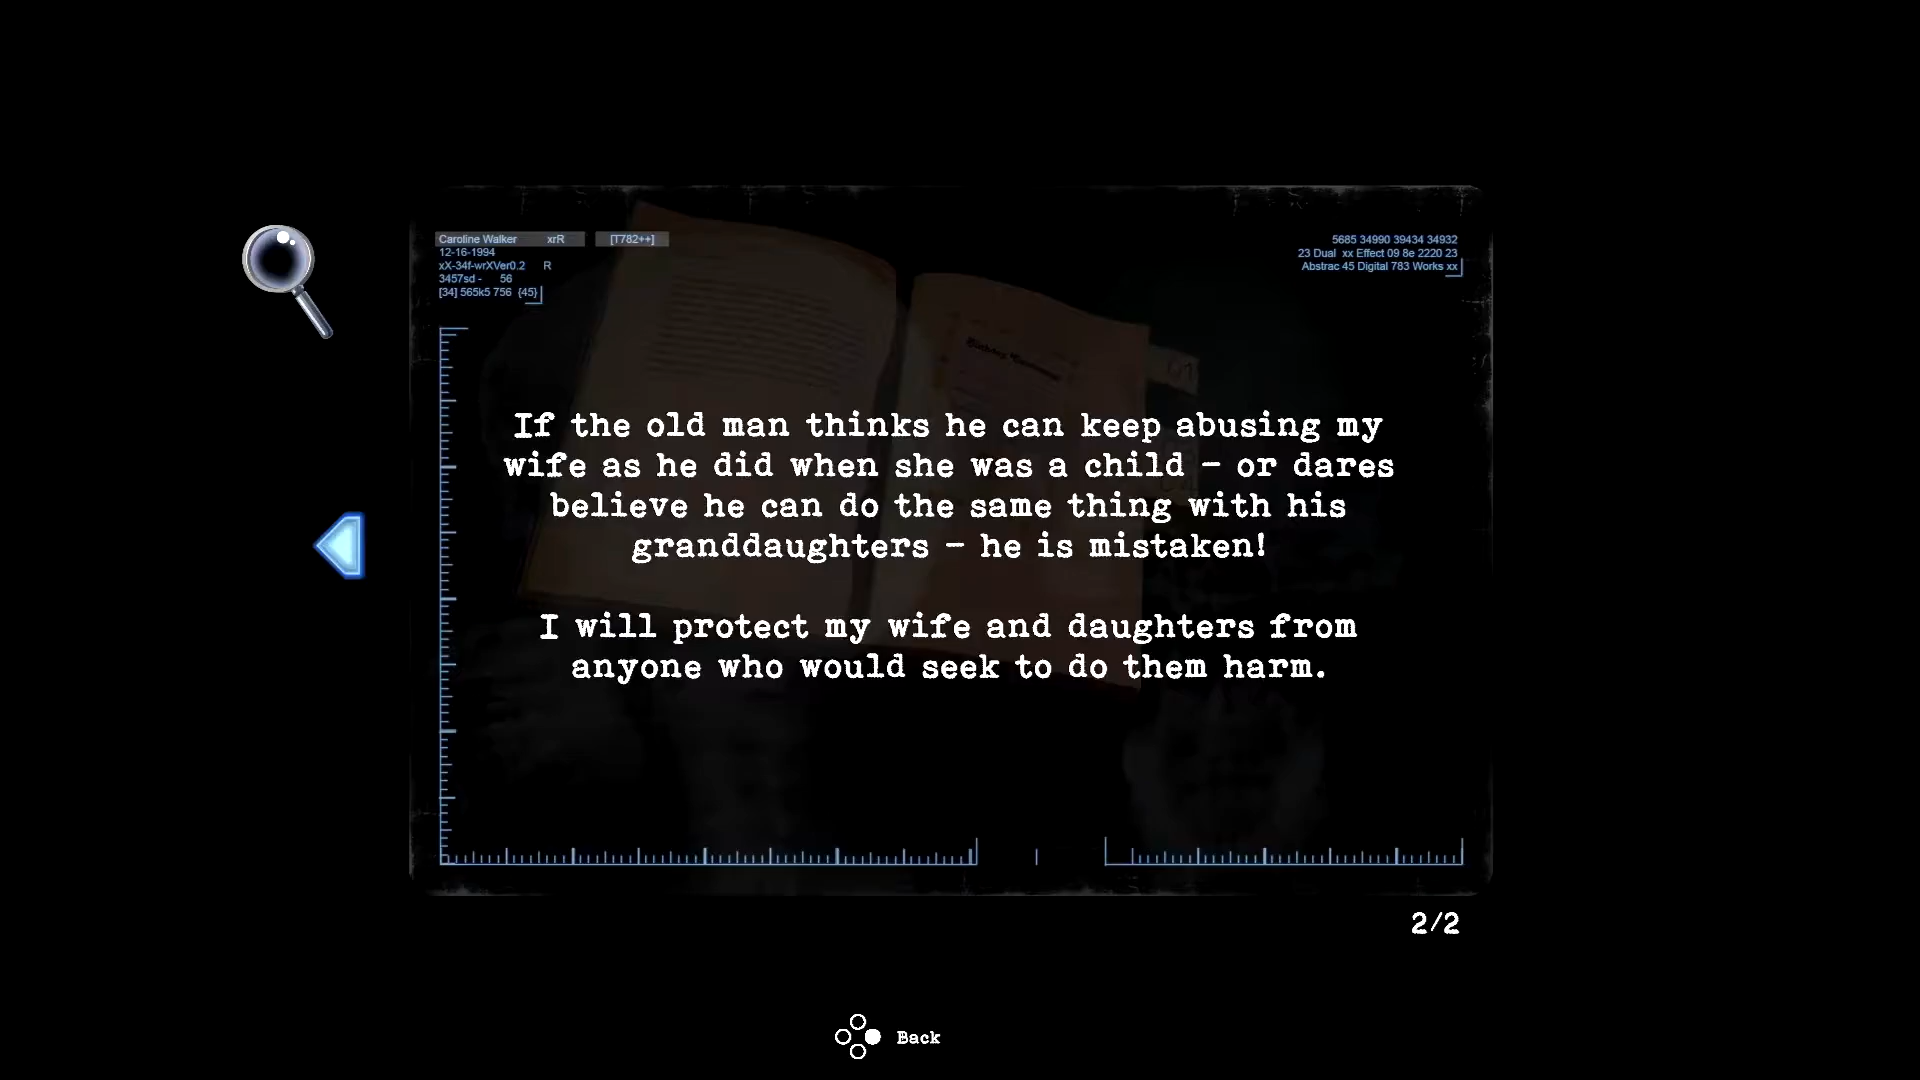 Caroline Walker xrR [T782++]
12-16-1994
xX-34f-wrXVer0.2 R
3457sd - 56
[34] 565k5 756 {45}
5685 34990 39434 34932
23 Dual xx Effect 09 8e 2220 23
Abstrac 45 Digital 783 Works xx
If the old man thinks he can keep abusing my
wife as he did when she was a child – or dares
believe he can do the same thing with his
granddaughters – he is mistaken!
I will protect my wife and daughters from
anyone who would seek to do them harm.
2/2
Back